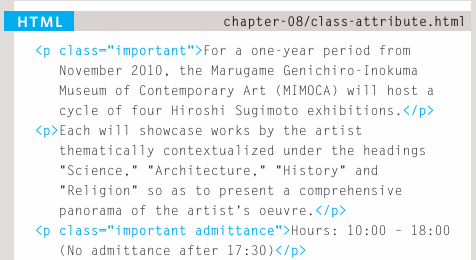 HTML chapter-08/class-attribute.html
<p class="important">For a one-year period from
November 2010, the Marugame Genichiro-Inokuma
Museum of Contemporary Art (MIMOCA) will host a
cycle of four Hiroshi Sugimoto exhibitions.</p>
<p>Each will showcase works by the artist
thematically contextualized under the headings
"Science," "Architecture," "History" and
"Religion" so as to present a comprehensive
panorama of the artist's oeuvre.</p>
<p class="important admittance">Hours: 10:00 – 18:00
(No admittance after 17:30)</p>